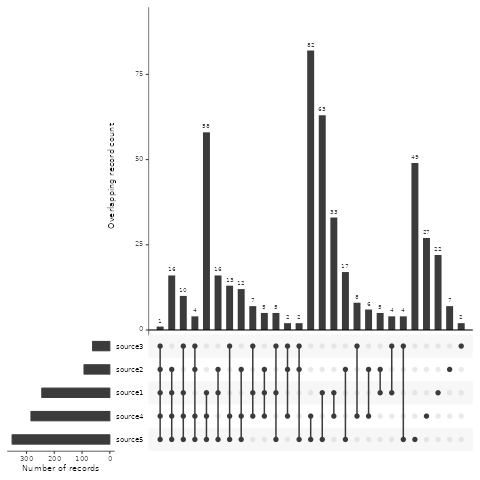 75
50
25
0
Overlapping record count
1 16 10 4 58 16 13 12 7 5 5 2 2 82 63 33 17 8 6 5 4 4 49 27 22 7 2
source3
source2
source1
source4
source5
300 200 100 0
Number of records